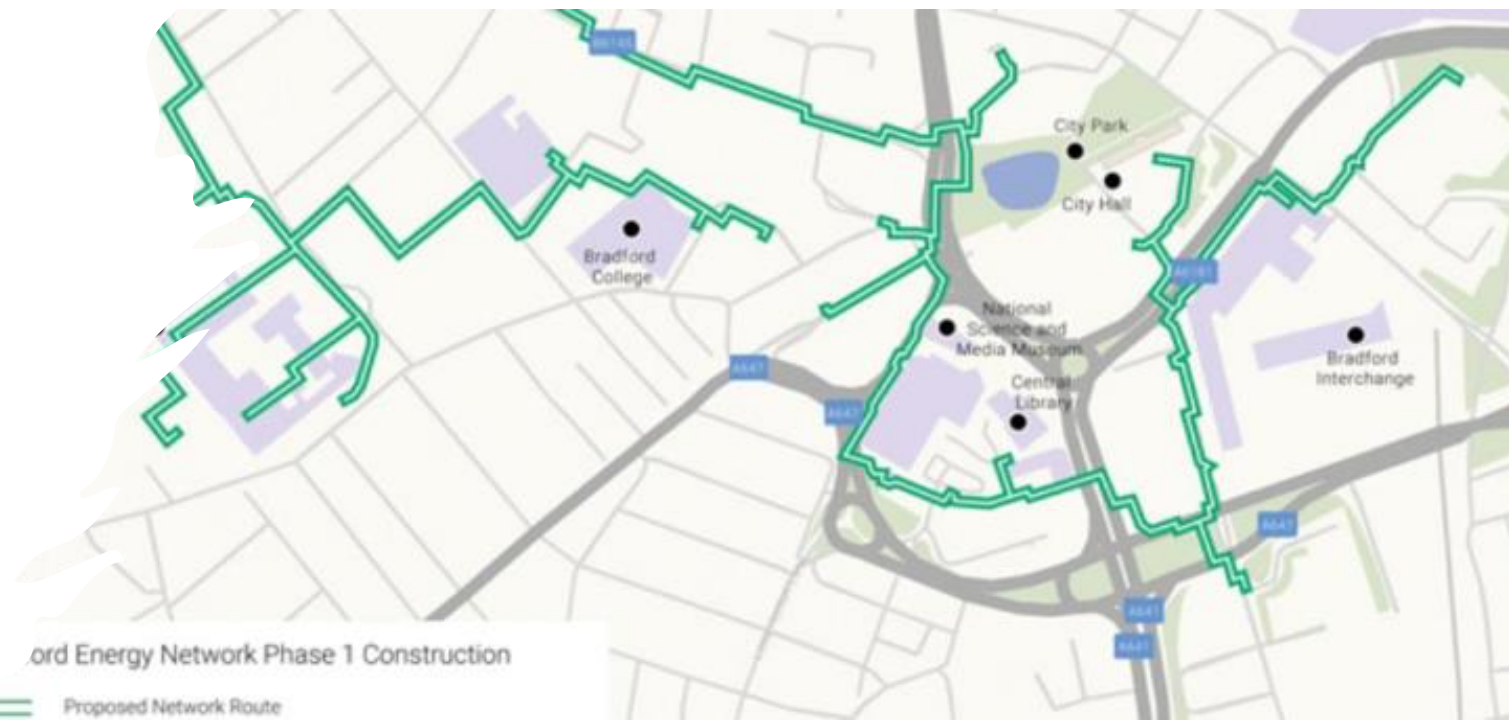 B6145
City Park
City Hall
Bradford
College
A6181
National
Science and
Media Museum
Bradford
Interchange
A647
Central
Library
A647
A647
A641
A641
ord Energy Network Phase 1 Construction
Proposed Network Route